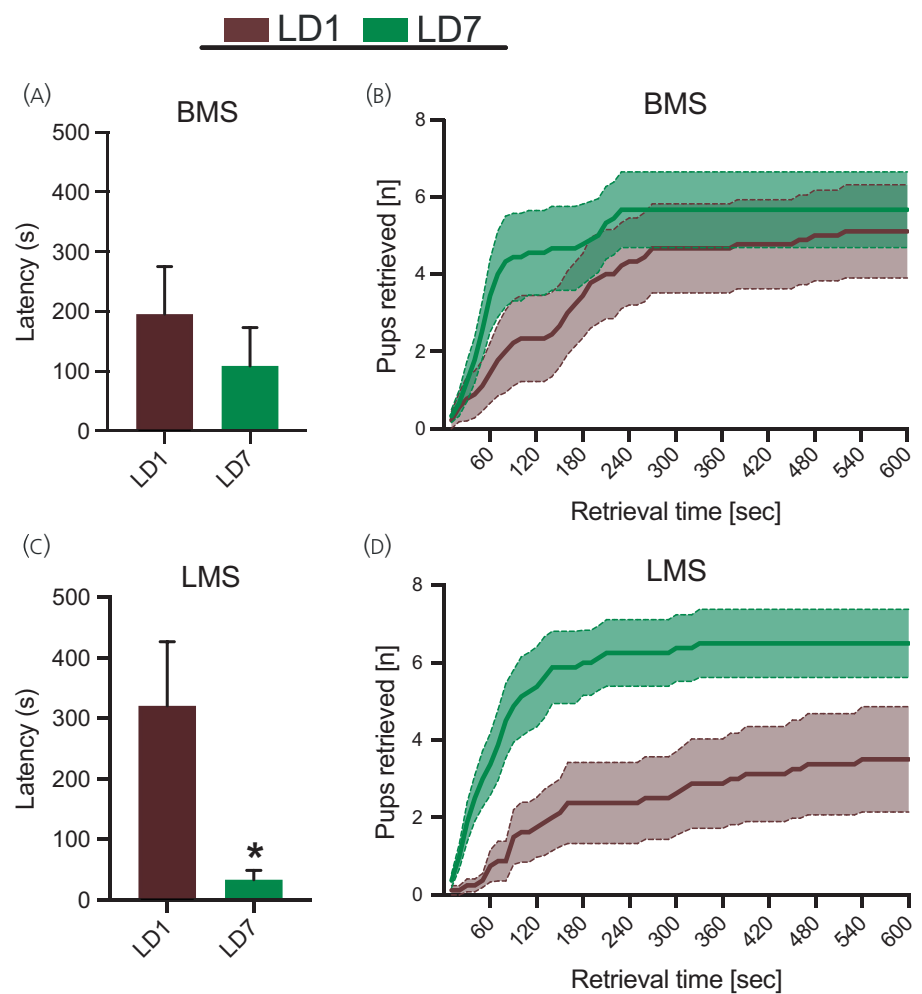 LD1 LD7
(A)
BMS
500
400
300
200
100
0
Latency (s)
LD1
LD7
(B)
BMS
8
6
4
2
0
Pups retrieved [n]
60 120 180 240 300 360 420 480 540 600
Retrieval time [sec]
(C)
LMS
500
400
300
200
100
0
Latency (s)
*
LD1
LD7
(D)
LMS
8
6
4
2
0
Pups retrieved [n]
60 120 180 240 300 360 420 480 540 600
Retrieval time [sec]